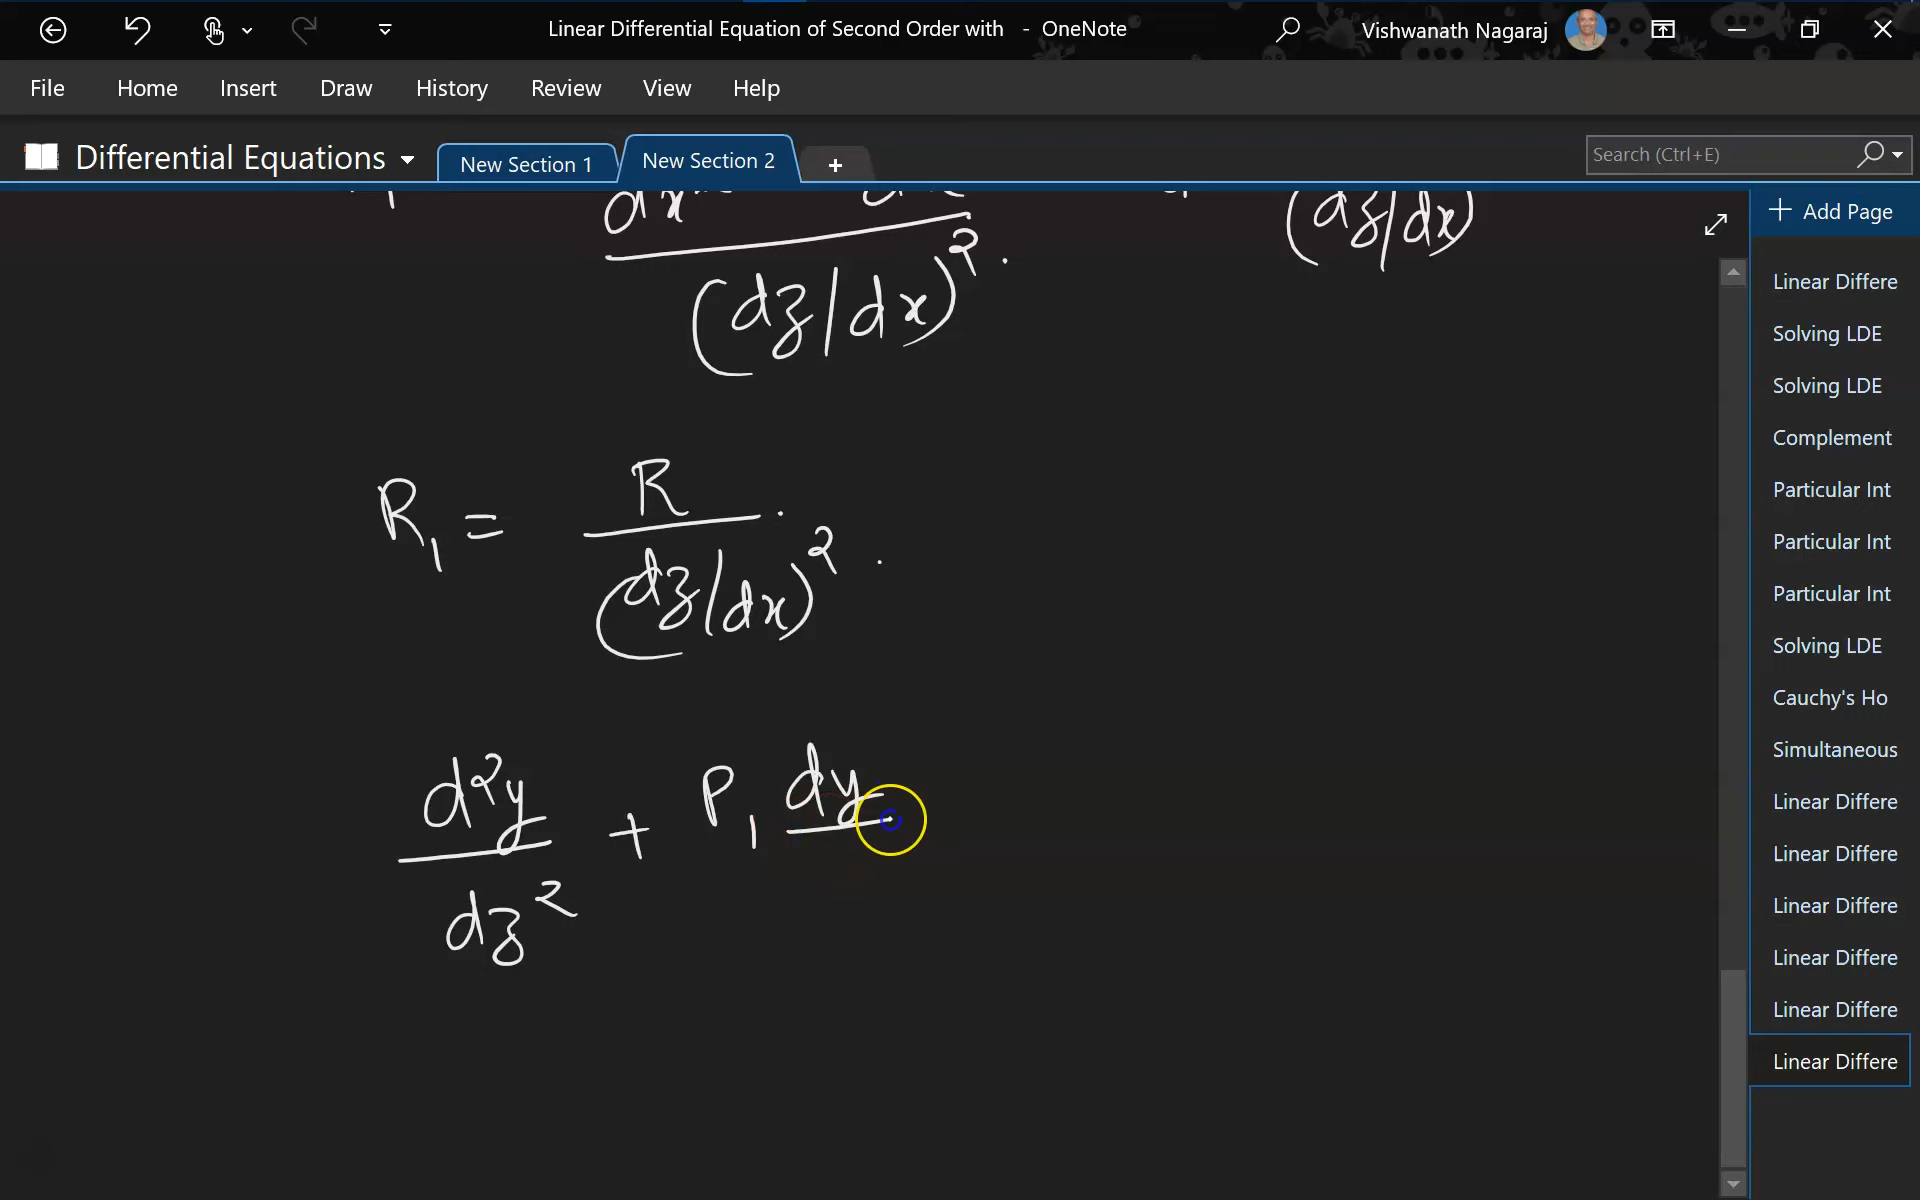 Linear Differential Equation of Second Order with - OneNote
Vishwanath Nagaraj
File Home Insert Draw History Review View Help
Differential Equations
New Section 1
New Section 2
+
Search (Ctrl+E)
Add Page
Linear Differe
Solving LDE
Solving LDE
Complement
Particular Int
Particular Int
Particular Int
Solving LDE
Cauchy's Ho
Simultaneous
Linear Differe
Linear Differe
Linear Differe
Linear Differe
Linear Differe
Linear Differe
(dz/dx)
(dz/dx)² .
R₁ = R / (dz/dx)² .
d²y/dz² + P₁ dy